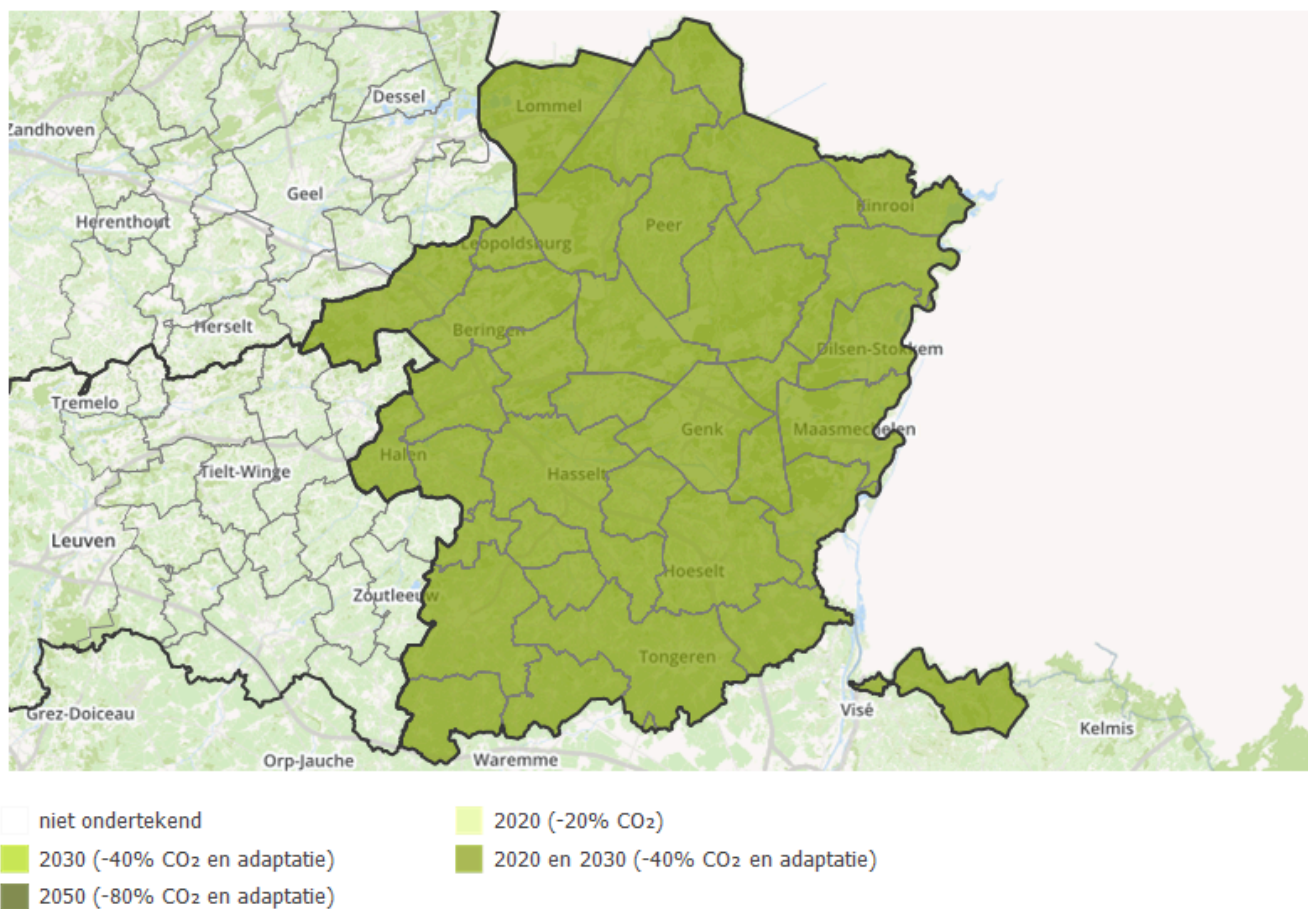 Dessel
Lommel
Zandhoven
Geel
Kinrooi
Herenthout
Peer
Leopoldsburg
Herselt
Beringen
Dilsen-Stokkem
Tremelo
Genk
Maasmechelen
Halen
Tielt-Winge
Hasselt
Leuven
Hoeselt
Zoutleeuw
Tongeren
Visé
Grez-Doiceau
Kelmis
Orp-Jauche
Waremme
niet ondertekend
2020 (-20% CO₂)
2030 (-40% CO₂ en adaptatie)
2020 en 2030 (-40% CO₂ en adaptatie)
2050 (-80% CO₂ en adaptatie)